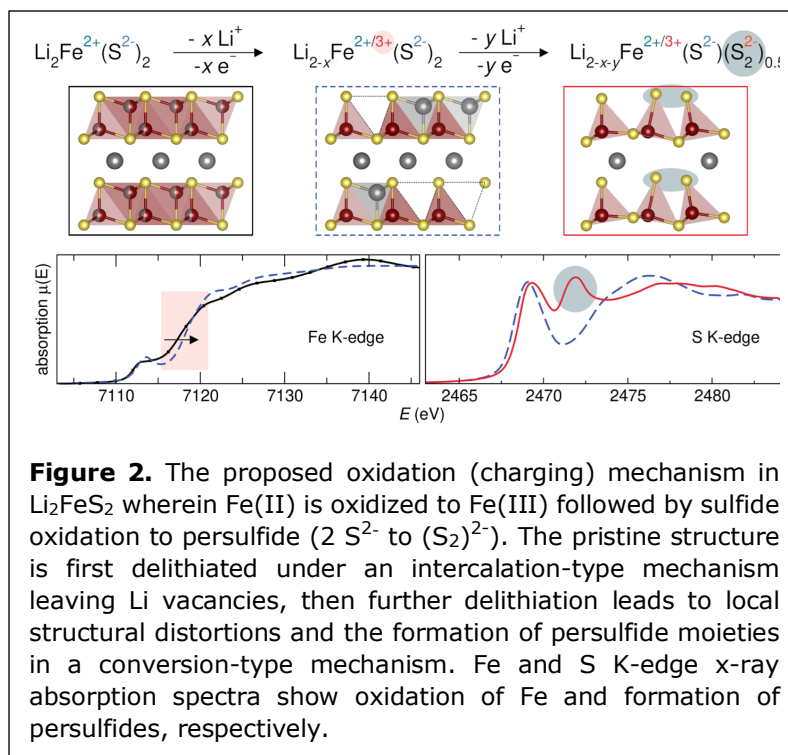 Li₂Fe²⁺(S²⁻)₂ - x Li⁺ -x e⁻ Li₂₋ₓFe²⁺/³⁺(S²⁻)₂ - y Li⁺ -y e⁻ Li₂₋ₓ₋ᵧFe²⁺/³⁺(S²⁻)(S₂²⁻)₀.₅
absorption μ(E)
Fe K-edge
S K-edge
7110 7120 7130 7140 2465 2470 2475 2480
E (eV)
Figure 2. The proposed oxidation (charging) mechanism in
Li₂FeS₂ wherein Fe(II) is oxidized to Fe(III) followed by sulfide
oxidation to persulfide (2 S²⁻ to (S₂)²⁻). The pristine structure
is first delithiated under an intercalation-type mechanism
leaving Li vacancies, then further delithiation leads to local
structural distortions and the formation of persulfide moieties
in a conversion-type mechanism. Fe and S K-edge x-ray
absorption spectra show oxidation of Fe and formation of
persulfides, respectively.